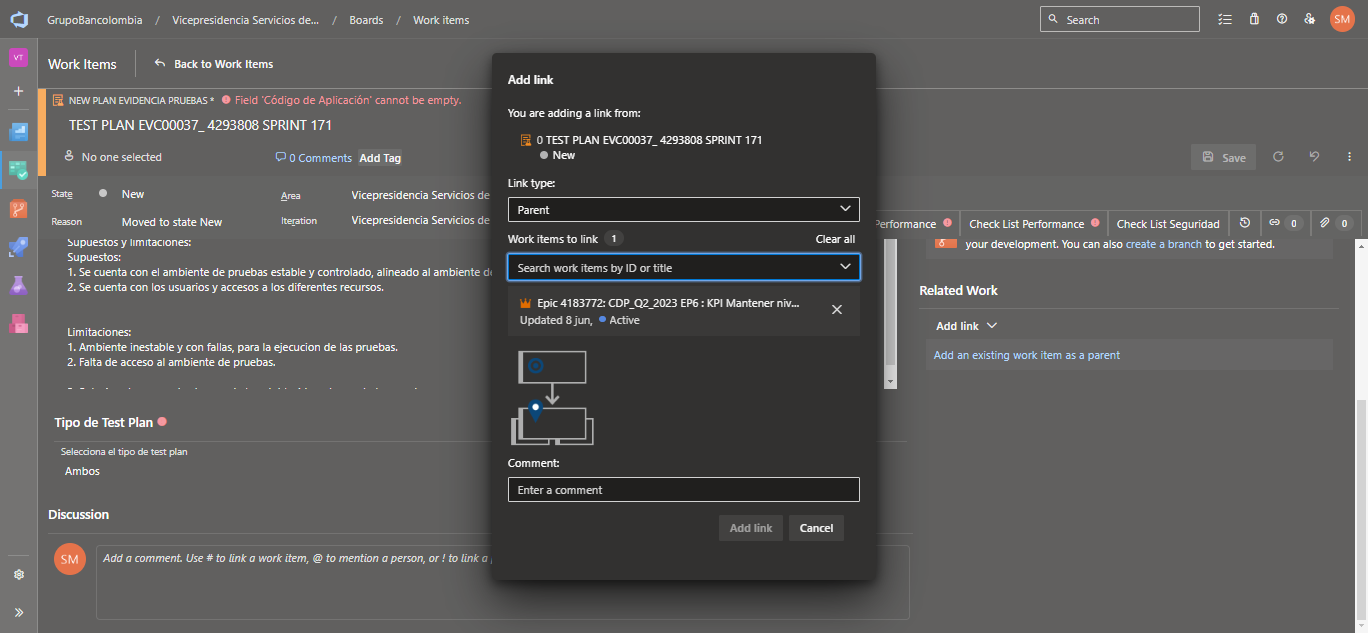 GrupoBancolombia / Vicepresidencia Servicios de... / Boards / Work items
Search
SM
VT
Work Items
Back to Work Items
NEW PLAN EVIDENCIA PRUEBAS * Field 'Código de Aplicación' cannot be empty.
TEST PLAN EVC00037_ 4293808 SPRINT 171
No one selected
0 Comments
Add Tag
Save
State
New
Area
Vicepresidencia Servicios de
Reason
Moved to state New
Iteration
Vicepresidencia Servicios de
Performance
Check List Performance
Check List Seguridad
0
0
Supuestos y limitaciones:
Supuestos:
1. Se cuenta con el ambiente de pruebas estable y controlado, alineado al ambiente de
2. Se cuenta con los usuarios y accesos a los diferentes recursos.
Limitaciones:
1. Ambiente inestable y con fallas, para la ejecucion de las pruebas.
2. Falta de acceso al ambiente de pruebas.
Tipo de Test Plan
Selecciona el tipo de test plan
Ambos
Discussion
SM
Add a comment. Use # to link a work item, @ to mention a person, or ! to link a
Add link
You are adding a link from:
0 TEST PLAN EVC00037_ 4293808 SPRINT 171
New
Link type:
Parent
Work items to link 1
Clear all
Search work items by ID or title
Epic 4183772: CDP_Q2_2023 EP6 : KPI Mantener niv...
Updated 8 jun, Active
Comment:
Enter a comment
Add link
Cancel
your development. You can also create a branch to get started.
Related Work
Add link
Add an existing work item as a parent